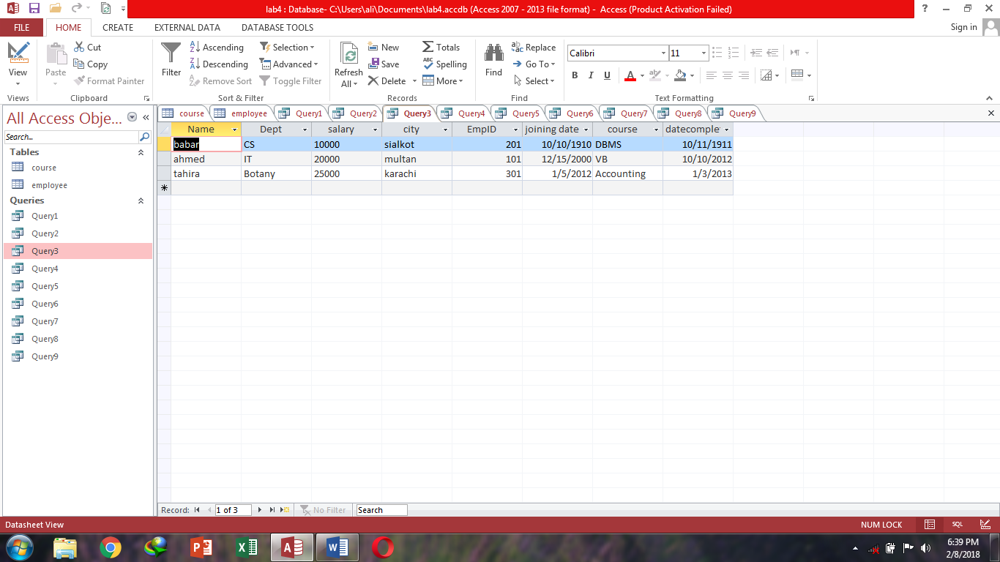 lab4 : Database- C:\Users\ali\Documents\lab4.accdb (Access 2007 - 2013 file format) - Access (Product Activation Failed)
FILE HOME CREATE EXTERNAL DATA DATABASE TOOLS Sign in
View
Views
Paste
Cut
Copy
Format Painter
Clipboard
Filter
Ascending
Descending
Remove Sort
Selection
Advanced
Toggle Filter
Sort & Filter
Refresh
All
New
Save
Delete
Totals
Spelling
More
Records
Find
Replace
Go To
Select
Find
Calibri 11
B I U A
Text Formatting
All Access Obje...
Search...
Tables
course
employee
Queries
Query1
Query2
Query3
Query4
Query5
Query6
Query7
Query8
Query9
course employee Query1 Query2 Query3 Query4 Query5 Query6 Query7 Query8 Query9
Name Dept salary city EmpID joining date course datecomple
babar CS 10000 sialkot 201 10/10/1910 DBMS 10/11/1911
ahmed IT 20000 multan 101 12/15/2000 VB 10/10/2012
tahira Botany 25000 karachi 301 1/5/2012 Accounting 1/3/2013
Record: 1 of 3 No Filter Search
Datasheet View NUM LOCK SQL
6:39 PM
2/8/2018